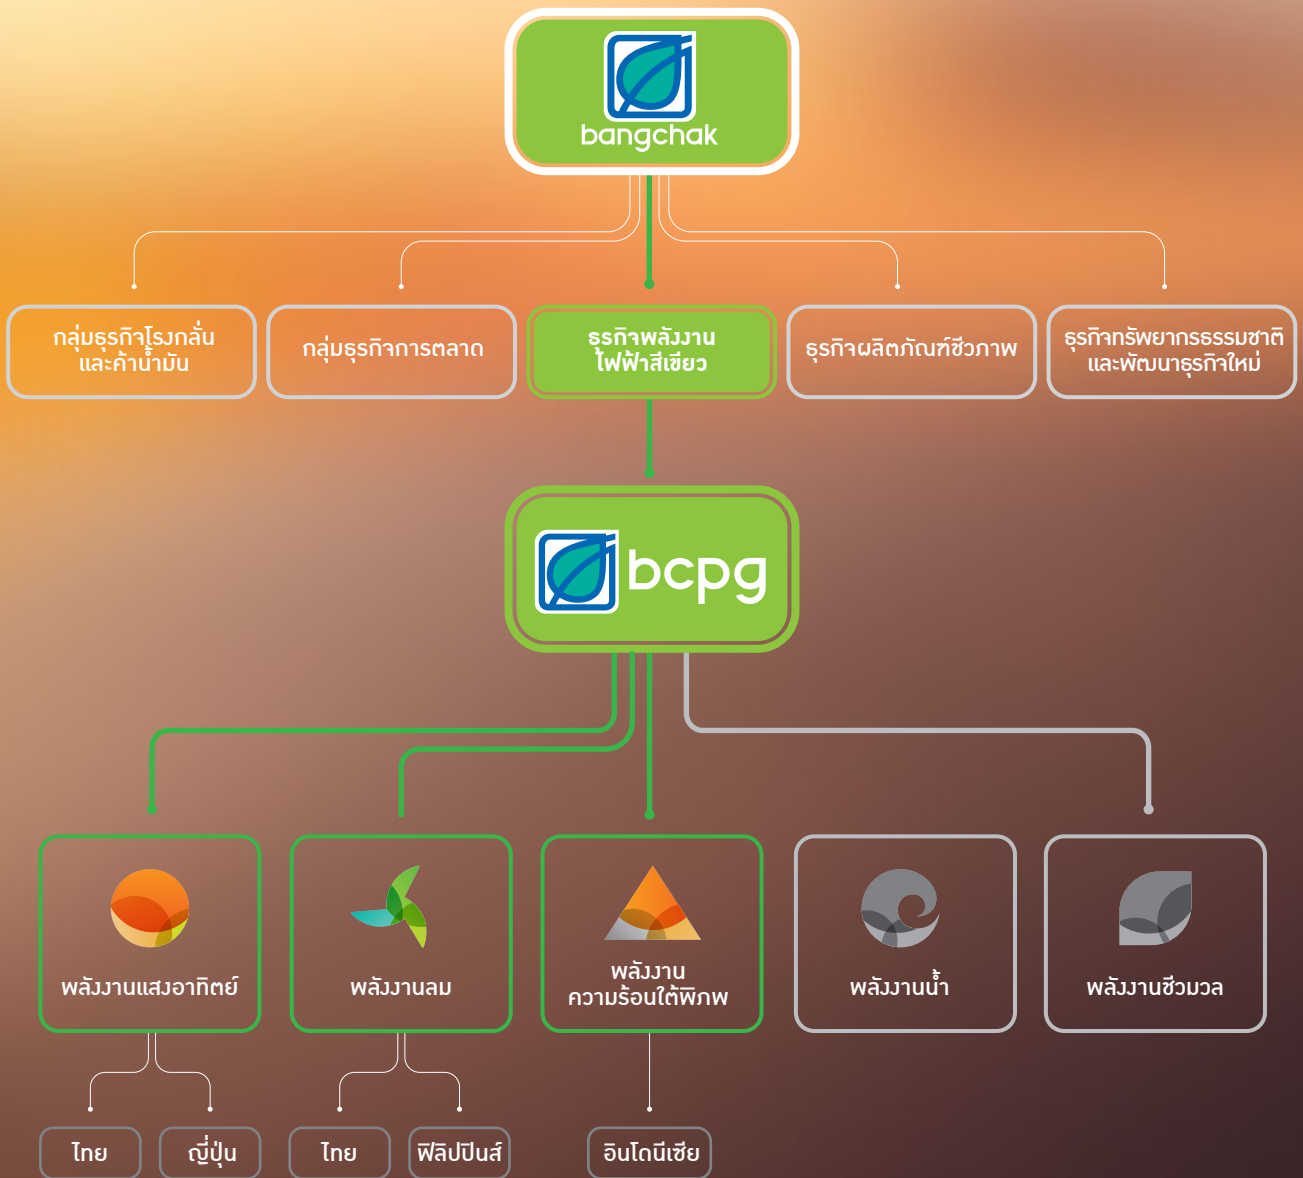 bangchak
กลุ่มธุรกิจโรงกลั่น
และค้าน้ำมัน
กลุ่มธุรกิจการตลาด
ธุรกิจพลังงาน
ไฟฟ้าสีเขียว
ธุรกิจผลิตภัณฑ์ชีวภาพ
ธุรกิจทรัพยากรธรรมชาติ
และพัฒนาธุรกิจใหม่
bcpg
พลังงานแสงอาทิตย์
พลังงานลม
พลังงาน
ความร้อนใต้พิภพ
พลังงานน้ำ
พลังงานชีวมวล
ไทย
ญี่ปุ่น
ไทย
ฟิลิปปินส์
อินโดนีเซีย